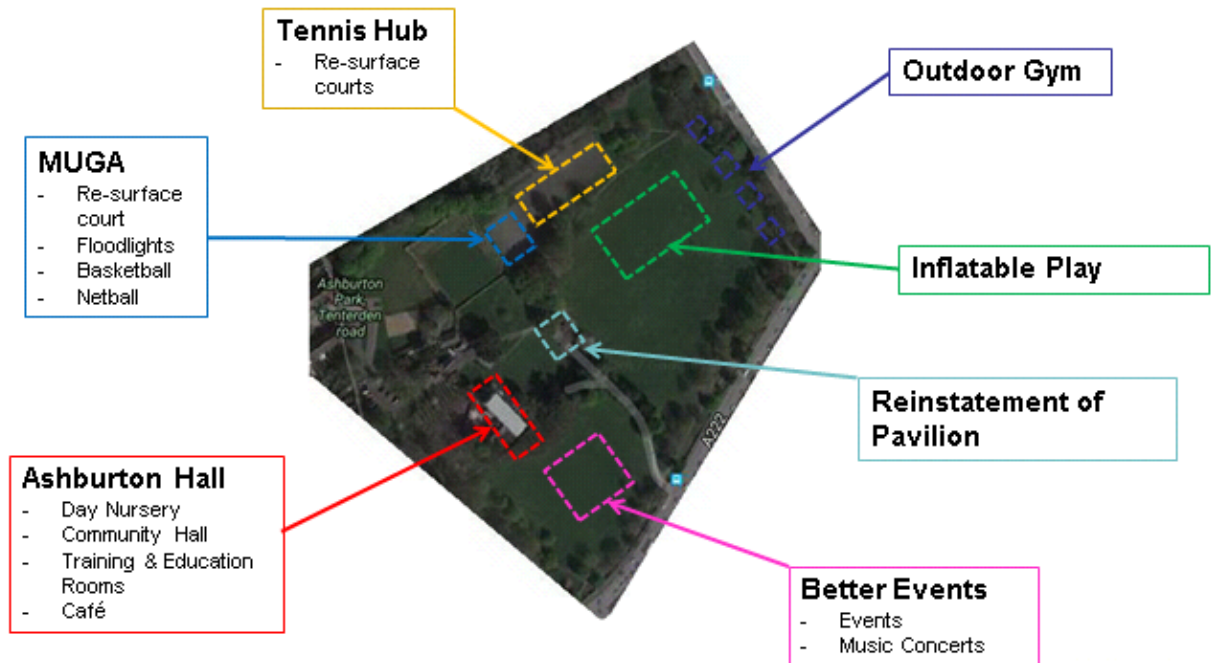 Tennis Hub
- Re-surface
courts
Outdoor Gym
MUGA
- Re-surface
court
- Floodlights
- Basketball
- Netball
Inflatable Play
Ashburton
Park,
Tenterden
road
Reinstatement of
Pavilion
A222
Ashburton Hall
- Day Nursery
- Community Hall
- Training & Education
Rooms
- Café
Better Events
- Events
- Music Concerts